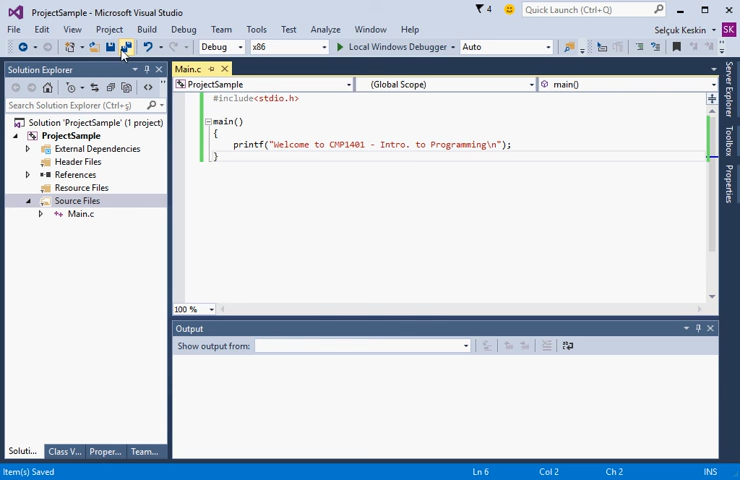 ProjectSample - Microsoft Visual Studio
4
Quick Launch (Ctrl+Q)
File Edit View Project Build Debug Team Tools Test Analyze Window Help
Selçuk Keskin SK
Debug x86 Local Windows Debugger Auto
Solution Explorer
Search Solution Explorer (Ctrl+ş)
Solution 'ProjectSample' (1 project)
ProjectSample
External Dependencies
Header Files
References
Resource Files
Source Files
Main.c
Soluti... Class V... Proper... Team...
Main.c
ProjectSample (Global Scope) main()
#include<stdio.h>
main()
{
printf("Welcome to CMP1401 - Intro. to Programming\n");
}
100 %
Output
Show output from:
Server Explorer
Toolbox
Properties
Item(s) Saved Ln 6 Col 2 Ch 2 INS